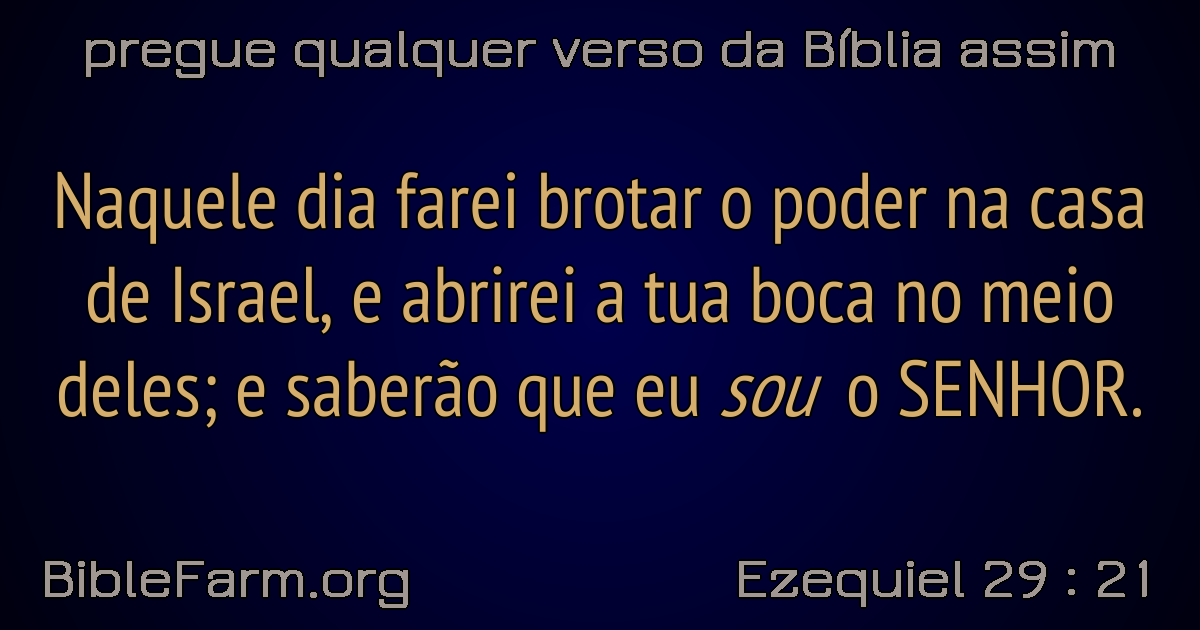 pregue qualquer verso da Bíblia assim
Naquele dia farei brotar o poder na casa
de Israel, e abrirei a tua boca no meio
deles; e saberão que eu sou o SENHOR.
BibleFarm.org
Ezequiel 29 : 21